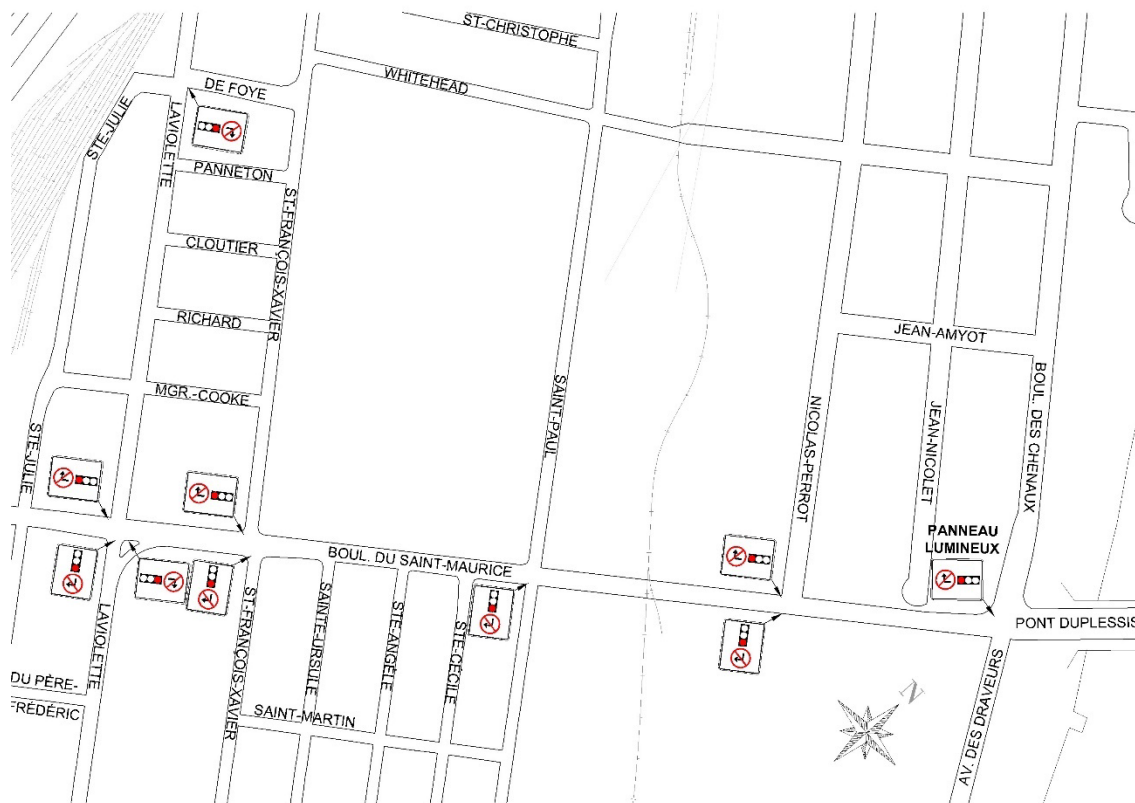 ST-CHRISTOPHE
WHITEHEAD
DE FOYE
STE-JULIE
LAVIOLETTE
PANNETON
ST-FRANÇOIS-XAVIER
CLOUTIER
RICHARD
JEAN-AMYOT
MGR.-COOKE
SAINT-PAUL
NICOLAS-PERROT
JEAN-NICOLET
BOUL. DES CHENAUX
STE-JULIE
PANNEAU
LUMINEUX
BOUL. DU SAINT-MAURICE
PONT DUPLESSIS
LAVIOLETTE
ST-FRANÇOIS-XAVIER
SAINTE-URSULE
STE-ANGÈLE
STE-CÉCILE
DU PÈRE-
FRÉDÉRIC
SAINT-MARTIN
AV. DES DRAVEURS
N